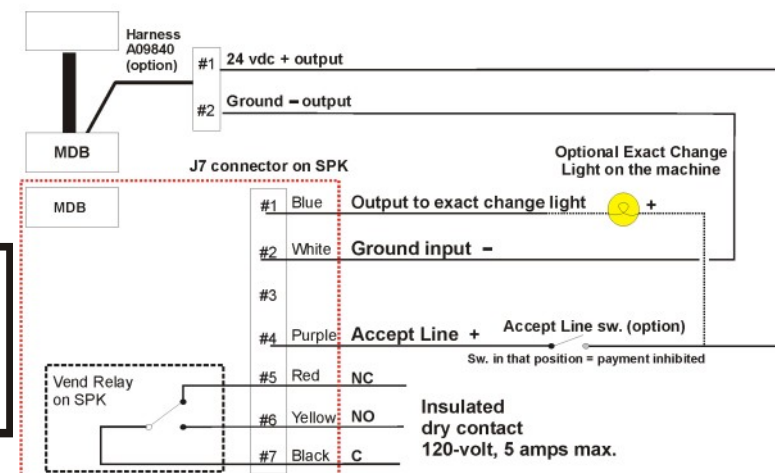 Harness
A09840
(option)
#1 24 vdc + output
#2 Ground – output
MDB
J7 connector on SPK
Optional Exact Change
Light on the machine
MDB
#1 Blue Output to exact change light +
#2 White Ground input –
#3
#4 Purple Accept Line + Accept Line sw. (option)
Sw. in that position = payment inhibited
Vend Relay
on SPK
#5 Red NC
#6 Yellow NO
#7 Black C
Insulated
dry contact
120-volt, 5 amps max.